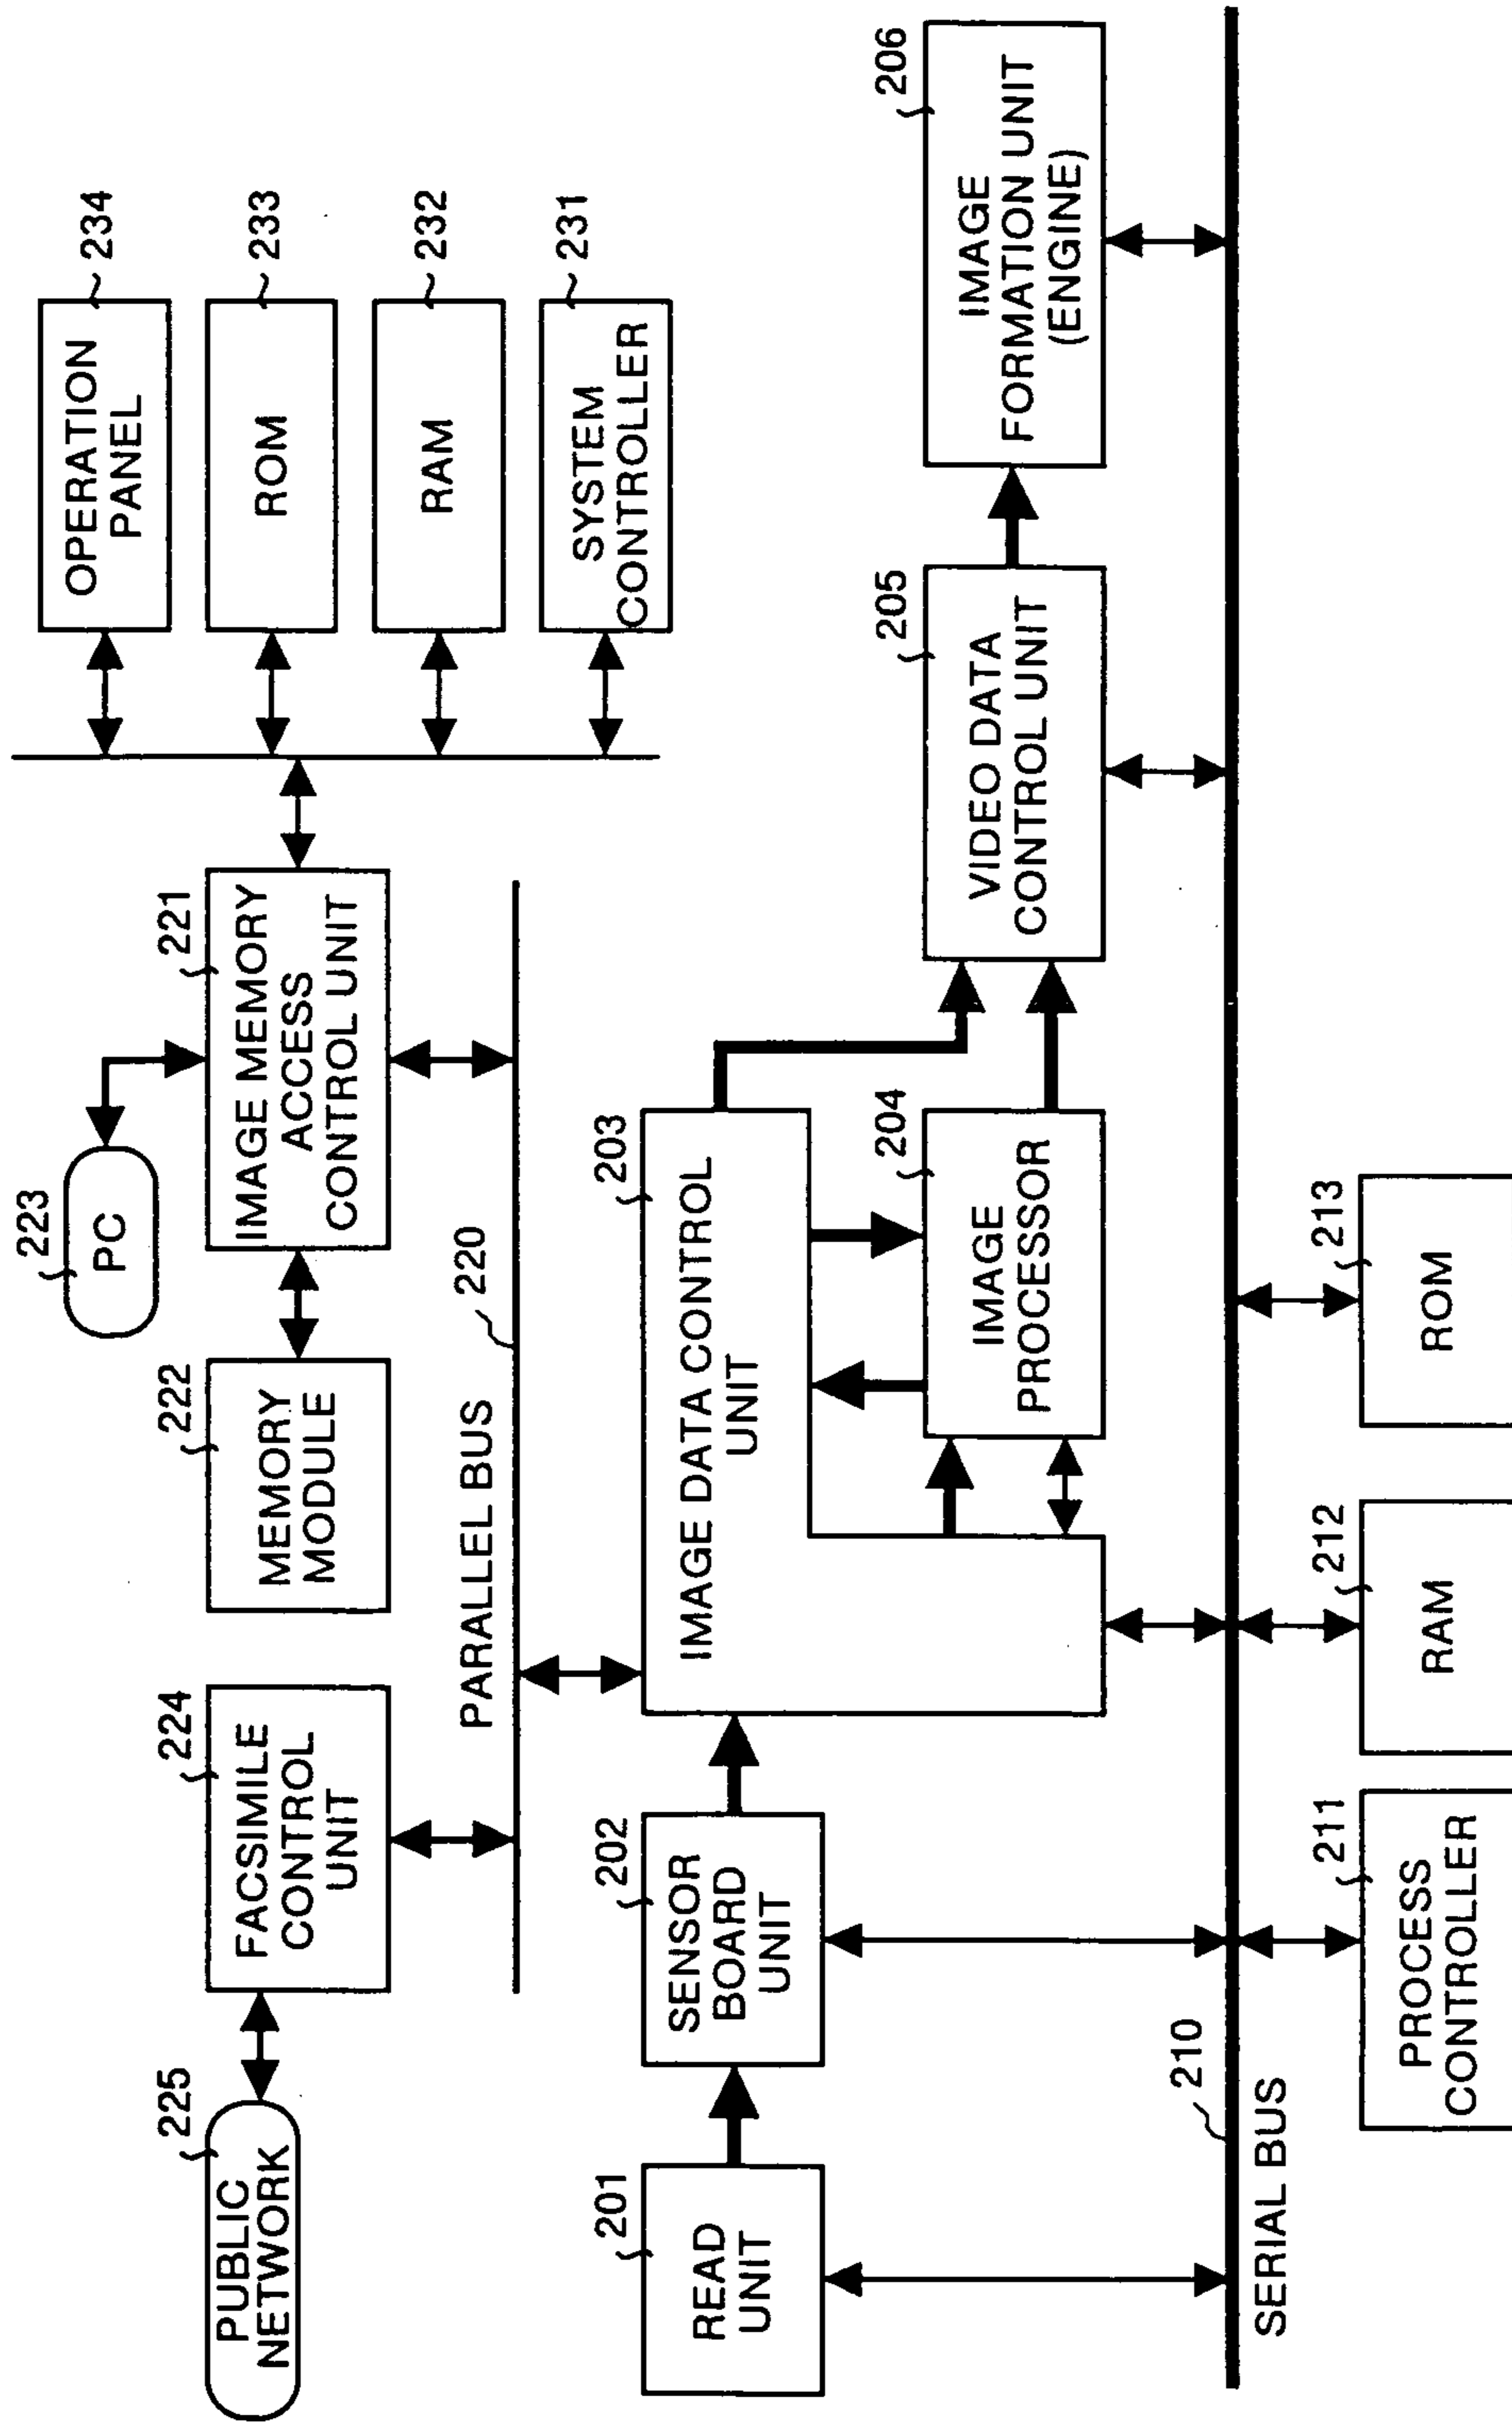 225
PUBLIC
NETWORK
224
FACSIMILE
CONTROL
UNIT
222
MEMORY
MODULE
223
PC
221
IMAGE MEMORY
ACCESS
CONTROL UNIT
234
OPERATION
PANEL
233
ROM
232
RAM
231
SYSTEM
CONTROLLER
PARALLEL BUS
220
201
READ
UNIT
202
SENSOR
BOARD
UNIT
203
IMAGE DATA CONTROL
UNIT
204
IMAGE
PROCESSOR
205
VIDEO DATA
CONTROL UNIT
206
IMAGE
FORMATION UNIT
(ENGINE)
210
SERIAL BUS
211
PROCESS
CONTROLLER
212
RAM
213
ROM